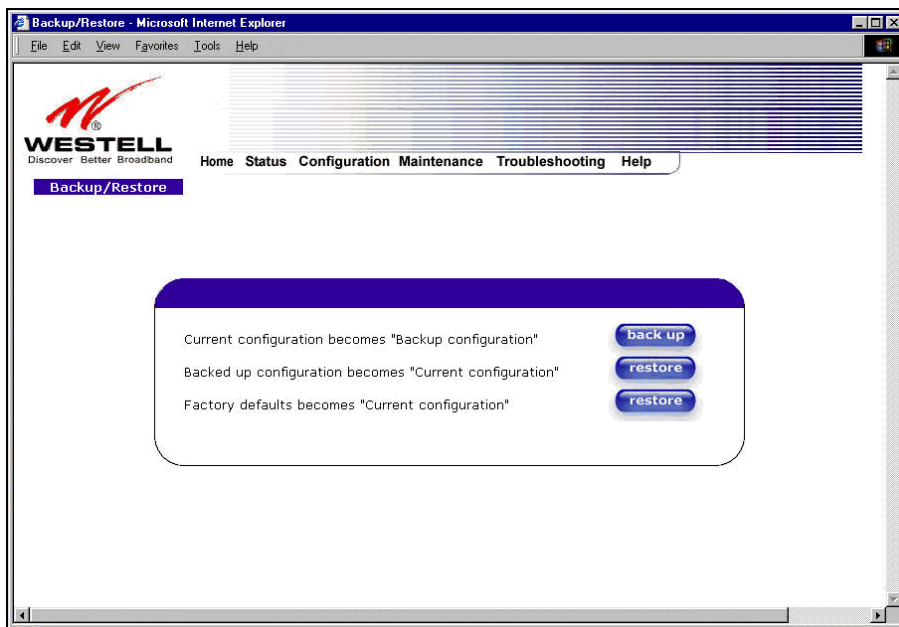 Backup/Restore - Microsoft Internet Explorer
File Edit View Favorites Tools Help
®
WESTELL
Discover Better Broadband
Home Status Configuration Maintenance Troubleshooting Help
Backup/Restore
Current configuration becomes "Backup configuration" back up
Backed up configuration becomes "Current configuration" restore
Factory defaults becomes "Current configuration" restore